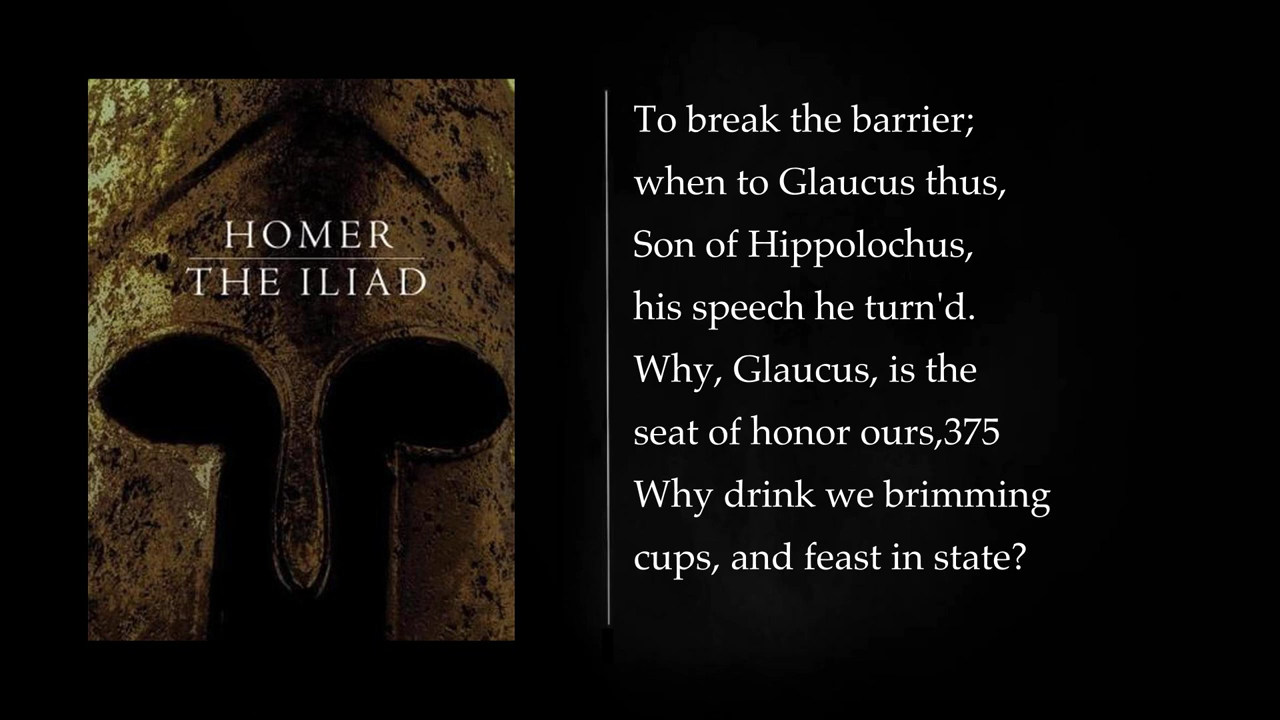 HOMER
THE ILIAD
To break the barrier;
when to Glaucus thus,
Son of Hippolochus,
his speech he turn'd.
Why, Glaucus, is the
seat of honor ours,375
Why drink we brimming
cups, and feast in state?